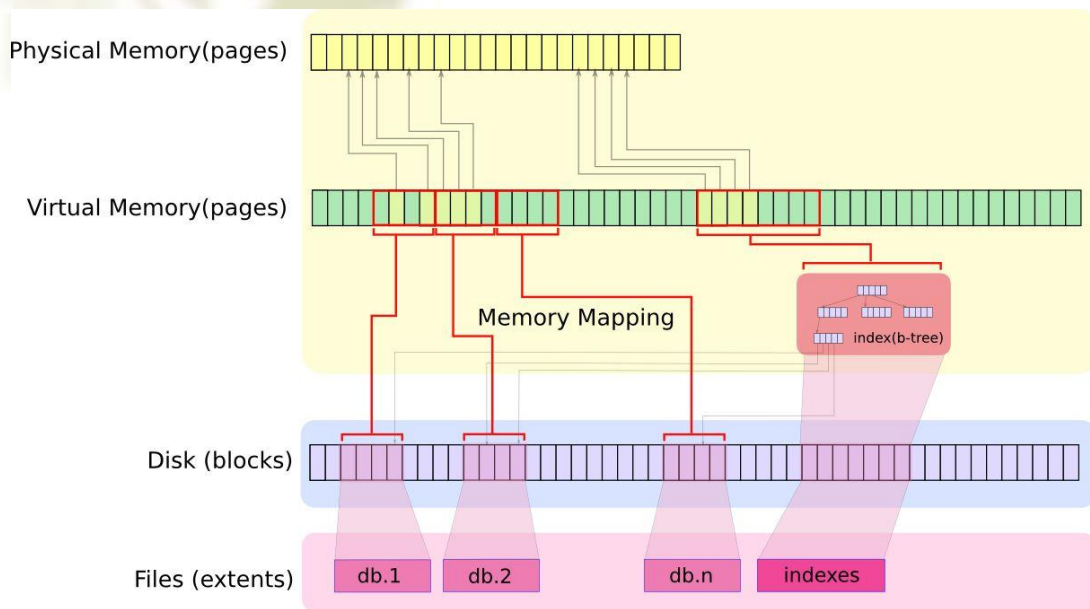 Physical Memory(pages)
Virtual Memory(pages)
Memory Mapping
index(b-tree)
Disk (blocks)
Files (extents)
db.1
db.2
db.n
indexes